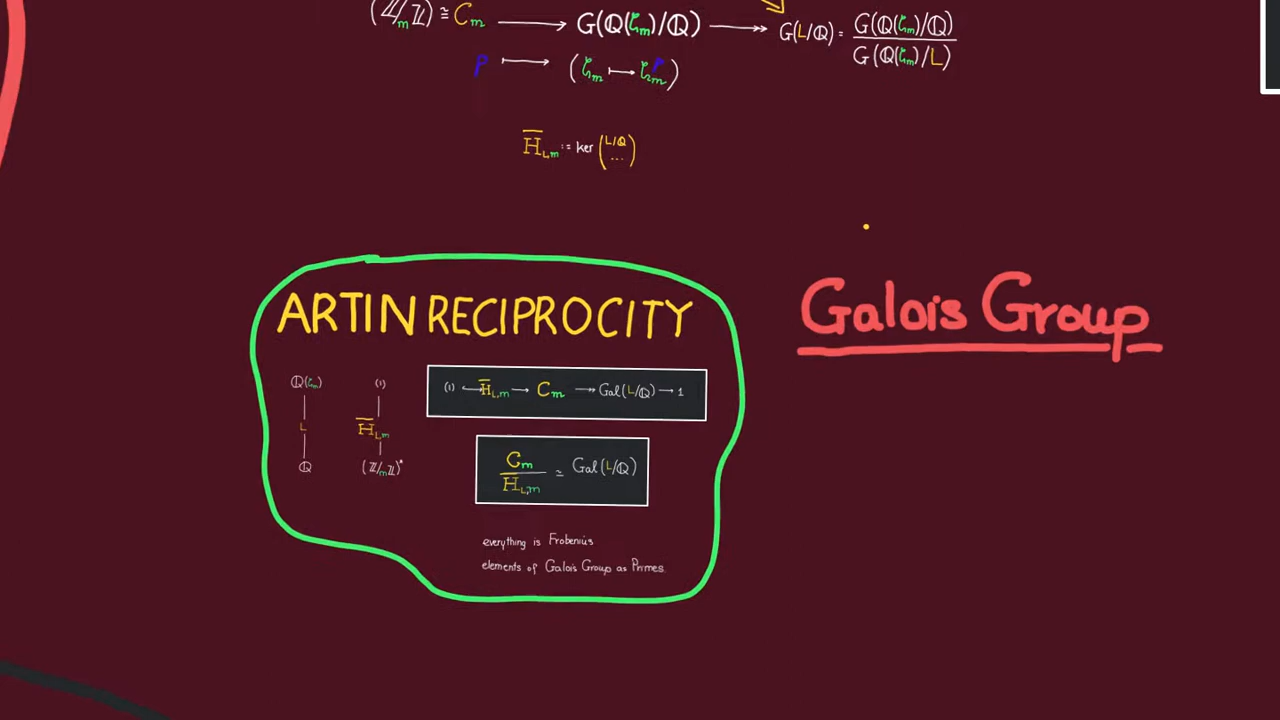 (ℤ/mℤ) ≅ Cm ⟶ G(ℚ(ζm)/ℚ) ↠ G(L/ℚ) = G(ℚ(ζm)/ℚ) / G(ℚ(ζm)/L)
p ⟼ (ζm ⟼ ζm^p)
H̅L,m := ker (L/ℚ / ...)
ARTIN RECIPROCITY
Galois Group
ℚ(ζm)
L
ℚ
(1)
H̅L,m
(ℤ/mℤ)*
(1) ↪ H̅L,m → Cm ↠ Gal(L/ℚ) → 1
Cm / H̅L,m ≃ Gal(L/ℚ)
everything is Frobenius
elements of Galois Group as Primes.